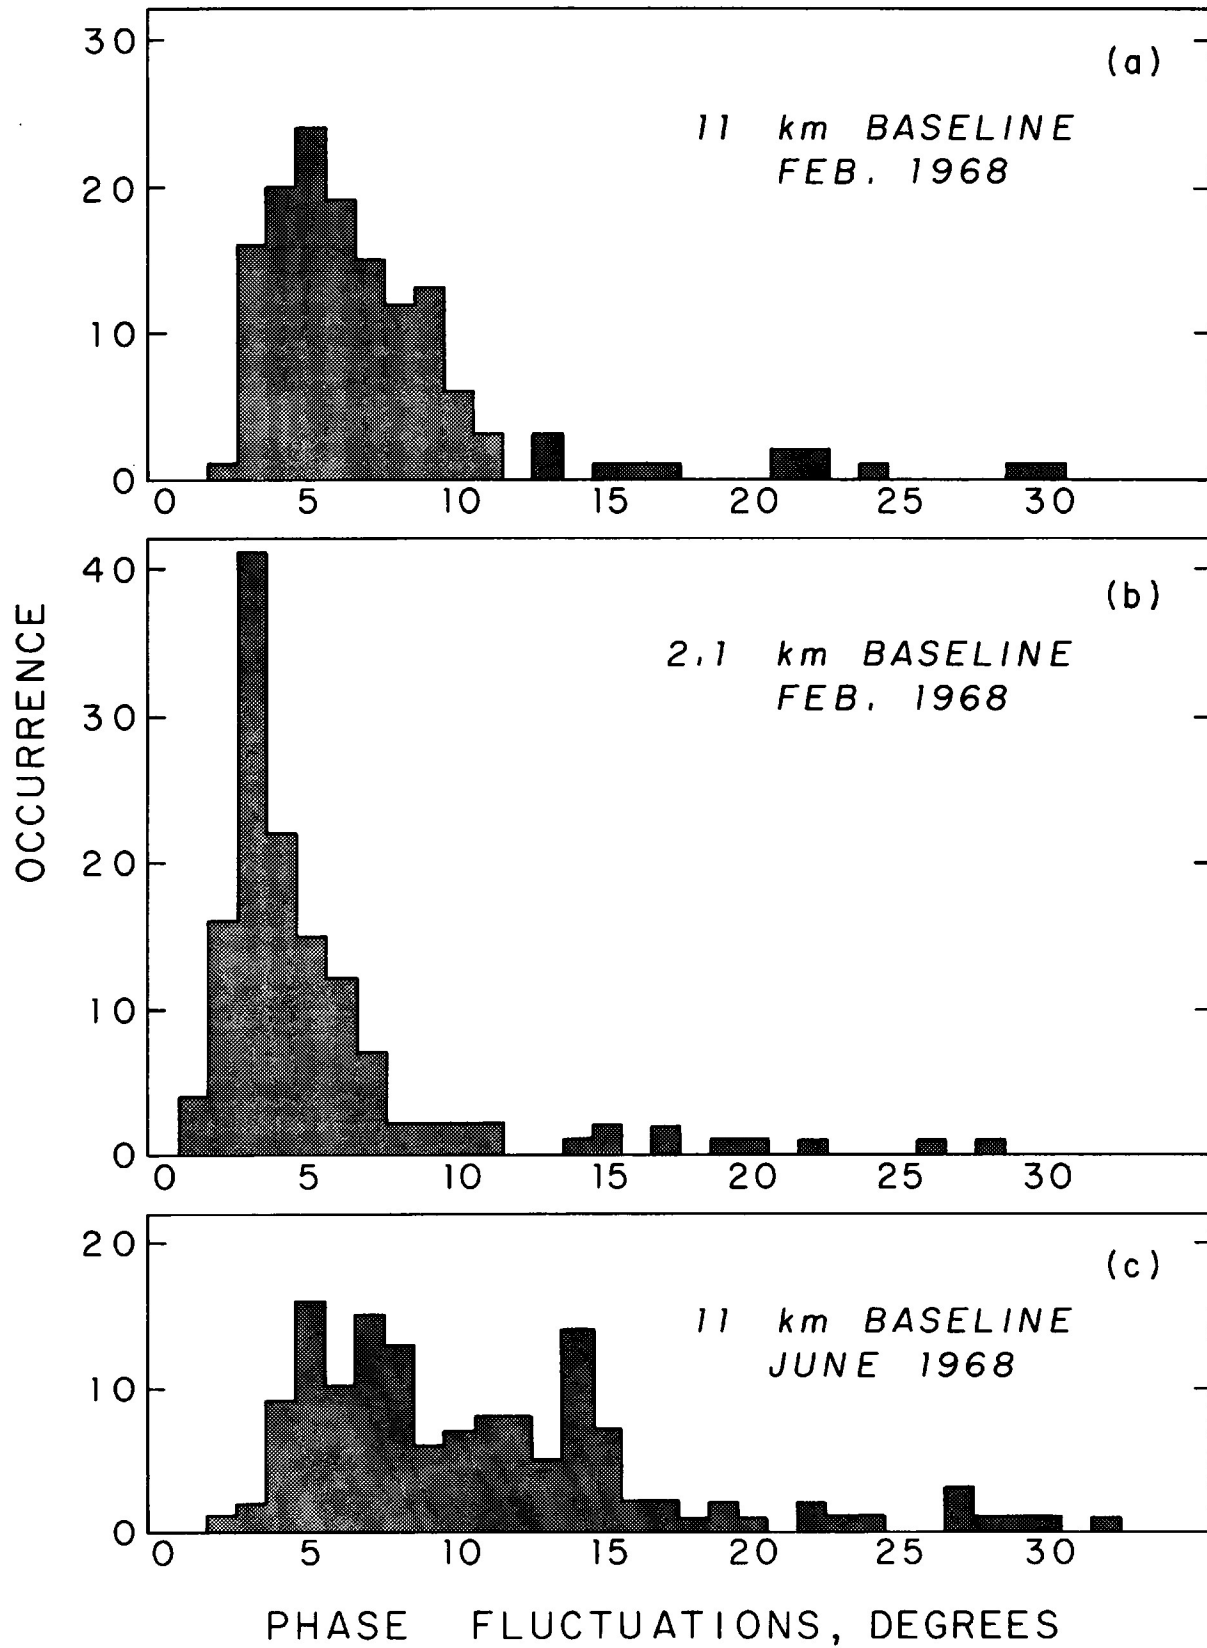 (a)
11 km BASELINE
FEB. 1968
30
20
10
0
0 5 10 15 20 25 30
(b)
2.1 km BASELINE
FEB. 1968
40
30
20
10
0
0 5 10 15 20 25 30
OCCURRENCE
(c)
11 km BASELINE
JUNE 1968
20
10
0
0 5 10 15 20 25 30
PHASE FLUCTUATIONS, DEGREES